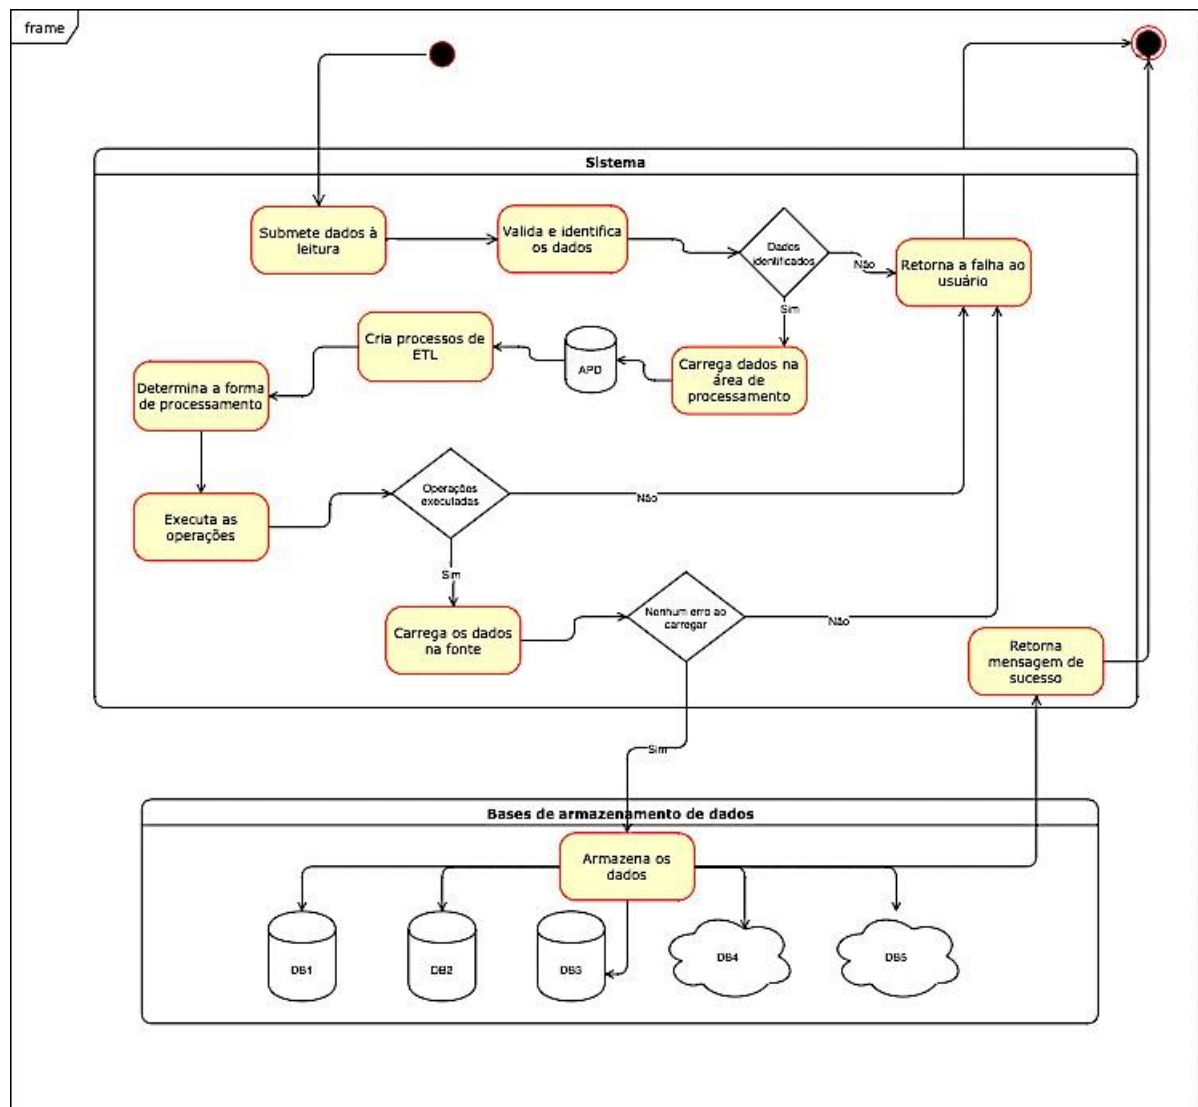 frame
Sistema
Submete dados à
leitura
Valida e identifica
os dados
Dados
identificados
Não
Retorna a falha ao
usuário
Sim
Cria processos de
ETL
APD
Carrega dados na
área de
processamento
Determina a forma
de processamento
Executa as
operações
Operações
executadas
Não
Sim
Carrega os dados
na fonte
Nenhum erro ao
carregar
Não
Retorna
mensagem de
sucesso
Sim
Bases de armazenamento de dados
Armazena os
dados
DB1
DB2
DB3
DB4
DB5